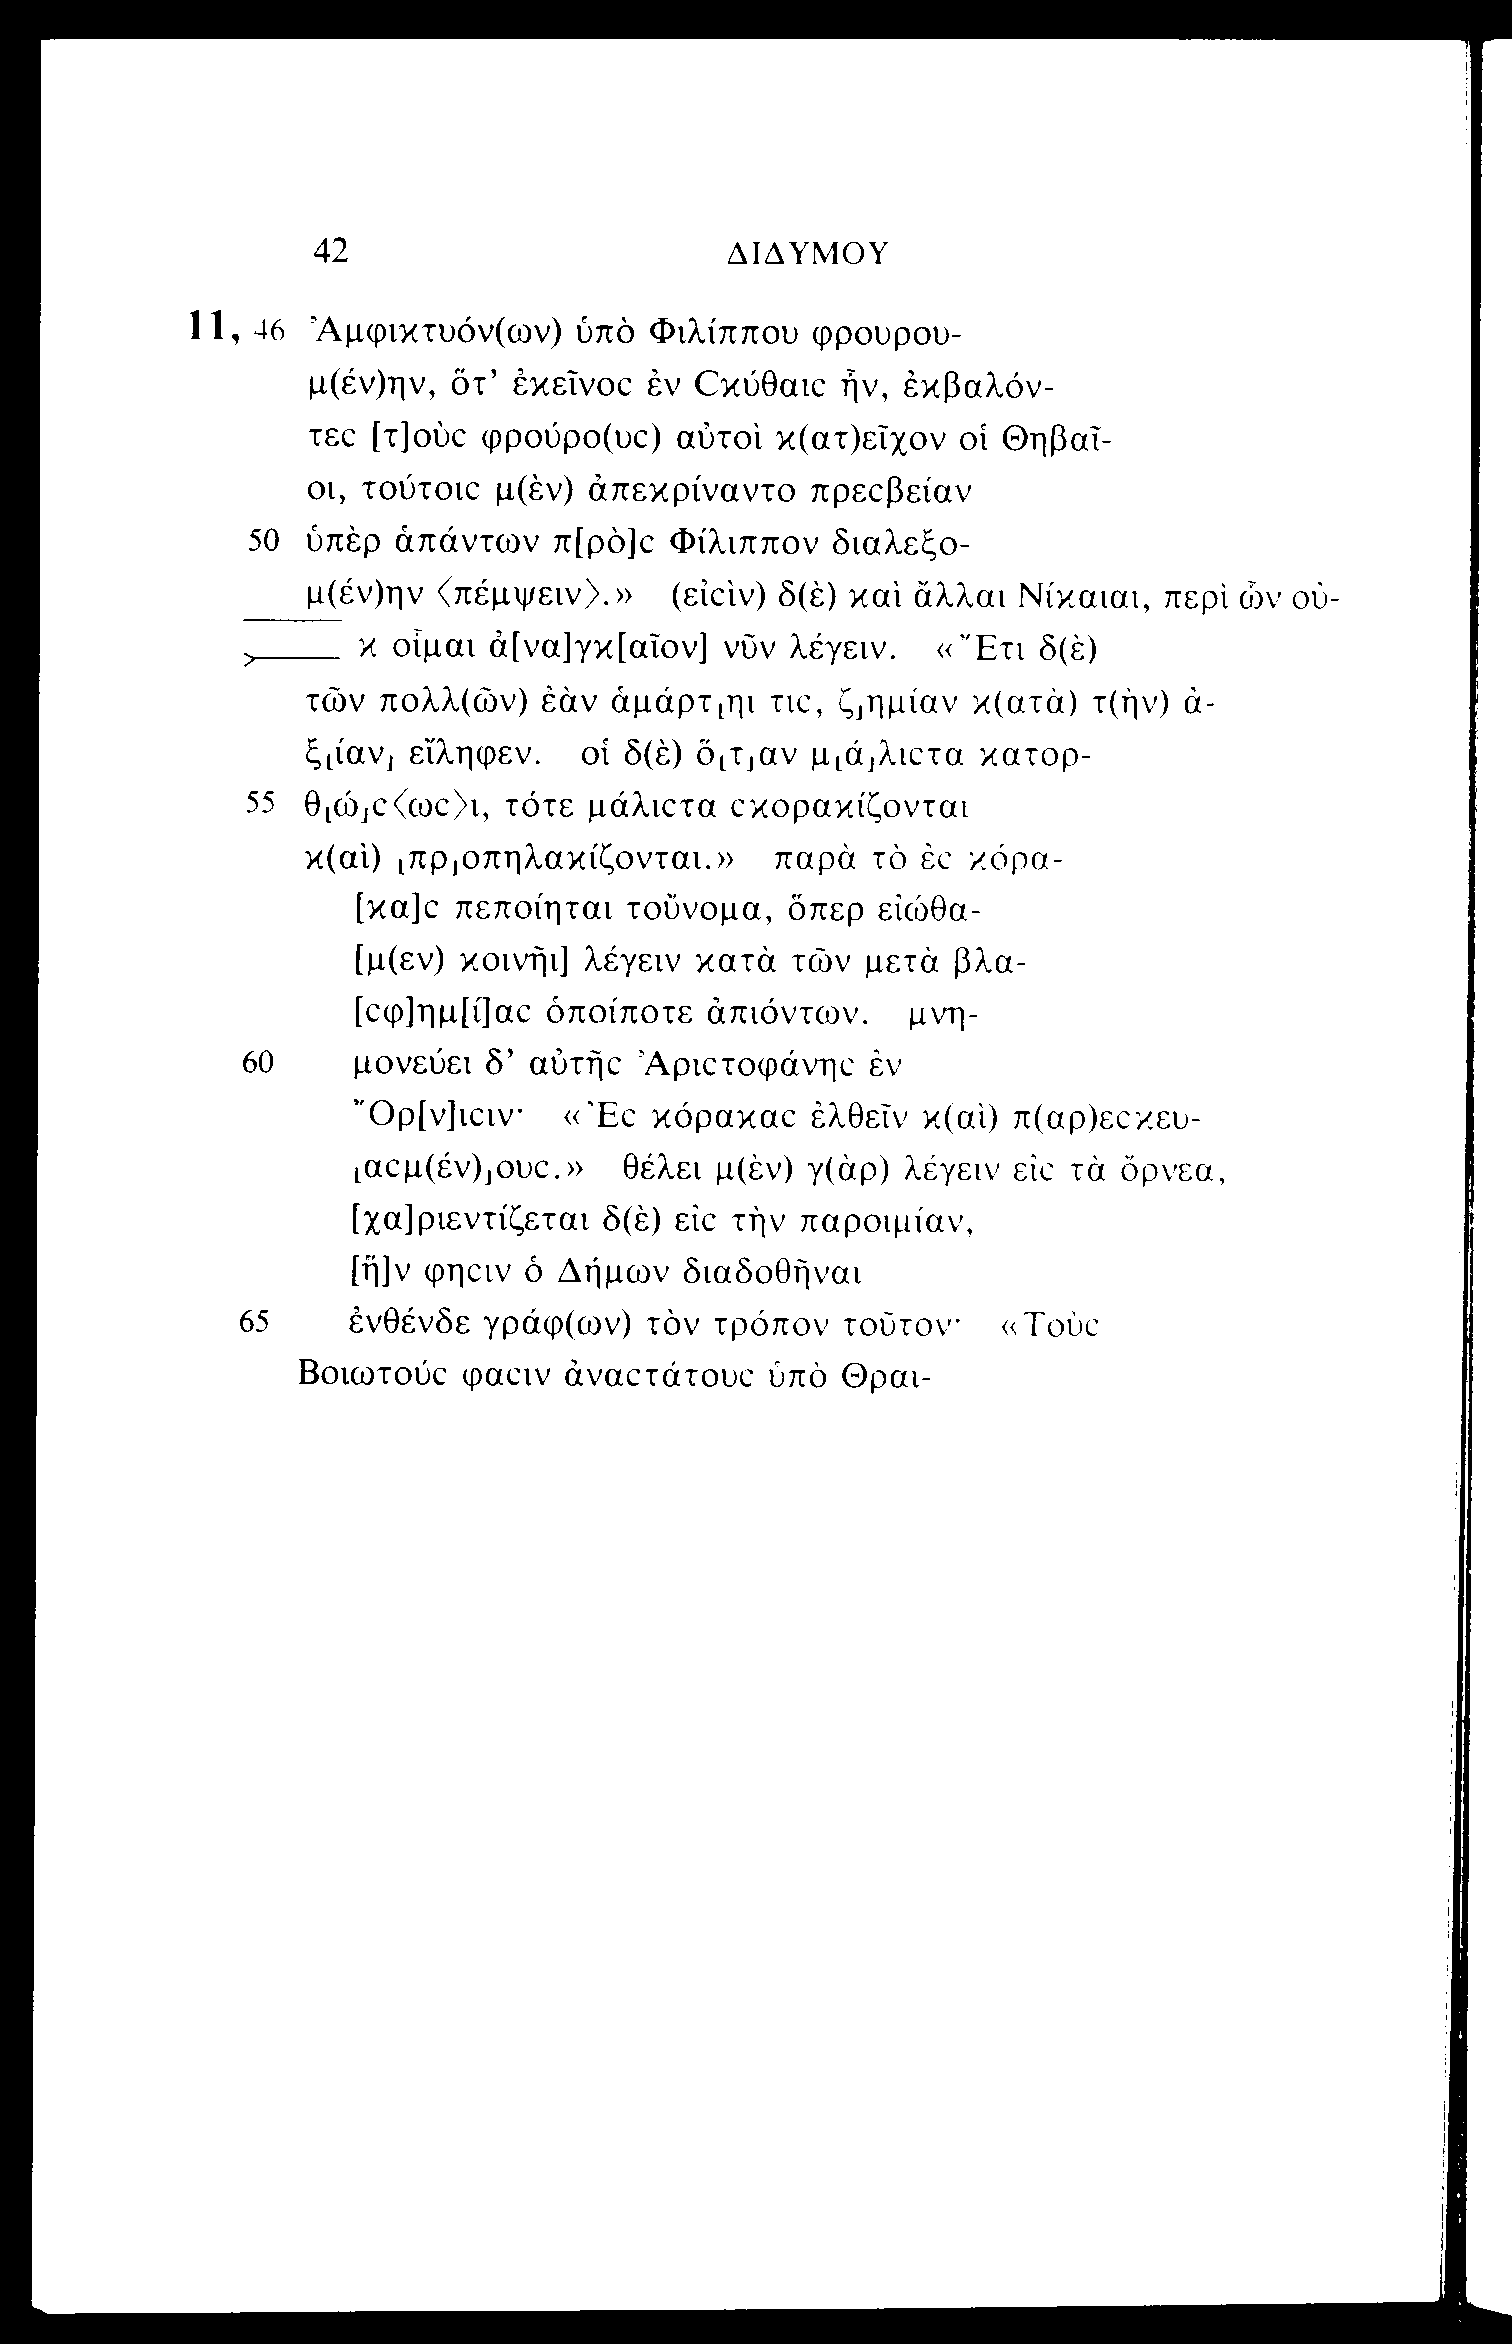 42 ΔΙΔΥΜΟΥ
11, 46 Ἀμφικτυόν(ων) ὑπὸ Φιλίππου φρουρου-
μ(έν)ην, ὅτ’ ἐκεῖνοϲ ἐν Ϲκύθαιϲ ἦν, ἐκβαλόν-
τεϲ [τ]οὺϲ φρούρο(υϲ) αὐτοὶ κ(ατ)εῖχον οἱ Θηβαῖ-
οι, τούτοιϲ μ(ὲν) ἀπεκρίναντο πρεϲβείαν
50 ὑπὲρ ἁπάντων π[ρὸ]ϲ Φίλιππον διαλεξο-
μ(έν)ην ⟨πέμψειν⟩.» (εἰϲὶν) δ(ὲ) καὶ ἄλλαι Νίκαιαι, περὶ ὧν οὐ-
>κ οἶμαι ἀ[να]γκ[αῖον] νῦν λέγειν. «Ἔτι δ(ὲ)
τῶν πολλ(ῶν) ἐὰν ἁμάρτ⸤ηι τιϲ, ζ⸥ημίαν κ(ατὰ) τ(ὴν) ἀ-
ξ⸤ίαν⸥ εἴληφεν. οἱ δ(ὲ) ὅ⸤τ⸥αν μ⸤ά⸥λιϲτα κατορ-
55 θ⸤ώ⸥ϲ⟨ωϲ⟩ι, τότε μάλιϲτα ϲκορακίζονται
κ(αὶ) ⸤πρ⸥οπηλακίζονται.» παρὰ τὸ ἐϲ κόρα-
[κα]ϲ πεποίηται τοὔνομα, ὅπερ εἰώθα-
[μ(εν) κοινῆι] λέγειν κατὰ τῶν μετὰ βλα-
[ϲφ]ημ[ί]αϲ ὁποίποτε ἀπιόντων. μνη-
60 μονεύει δ’ αὐτῆϲ Ἀριϲτοφάνηϲ ἐν
Ὄρ[ν]ιϲιν· «Ἐϲ κόρακαϲ ἐλθεῖν κ(αὶ) π(αρ)εϲκευ-
⸤αϲμ(έν)⸥ουϲ.» θέλει μ(ὲν) γ(ὰρ) λέγειν εἰϲ τὰ ὄρνεα,
[χα]ριεντίζεται δ(ὲ) εἰϲ τὴν παροιμίαν,
[ἥ]ν φηϲιν ὁ Δήμων διαδοθῆναι
65 ἐνθένδε γράφ(ων) τὸν τρόπον τοῦτον· «Τοὺϲ
Βοιωτούϲ φαϲιν ἀναϲτάτουϲ ὑπὸ Θραι-